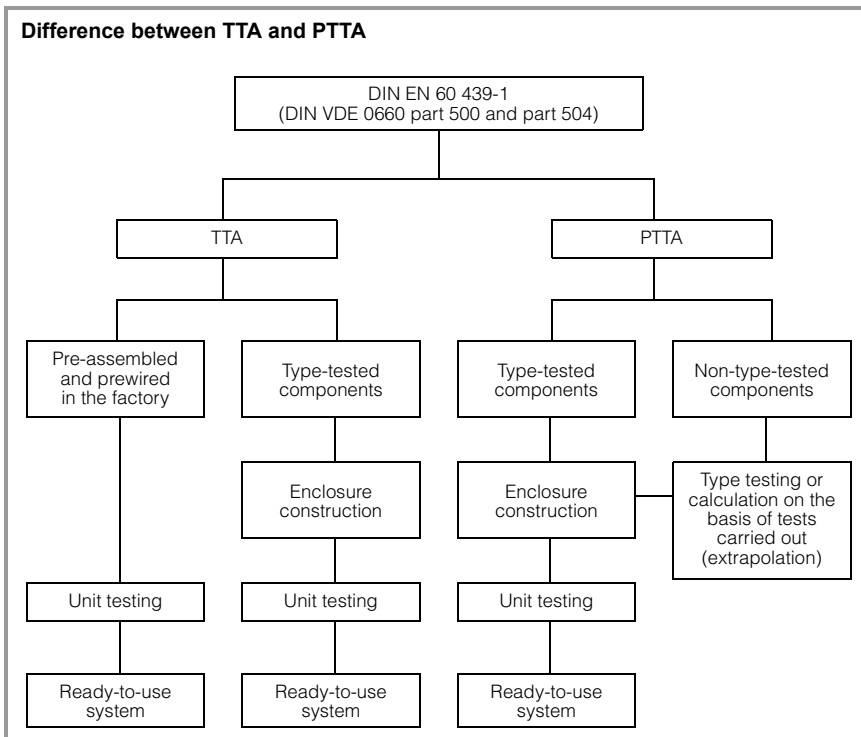 Difference between TTA and PTTA
DIN EN 60 439-1
(DIN VDE 0660 part 500 and part 504)
TTA
PTTA
Pre-assembled
and prewired
in the factory
Type-tested
components
Type-tested
components
Non-type-tested
components
Enclosure
construction
Enclosure
construction
Type testing or
calculation on the
basis of tests
carried out
(extrapolation)
Unit testing
Unit testing
Unit testing
Ready-to-use
system
Ready-to-use
system
Ready-to-use
system